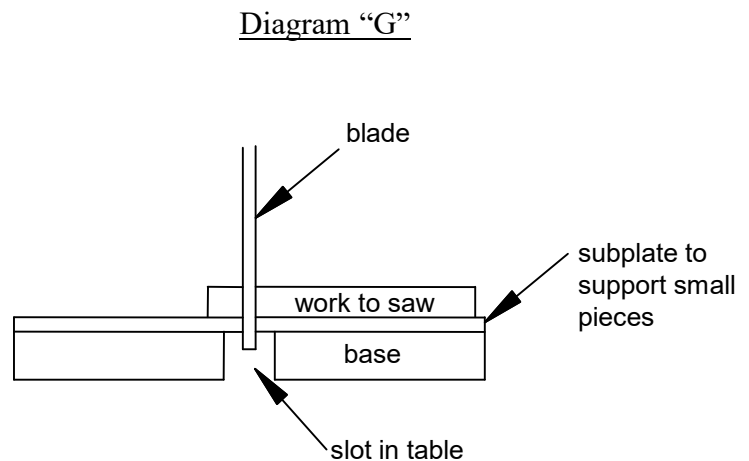 Diagram “G”
blade
subplate to
support small
pieces
work to saw
base
slot in table